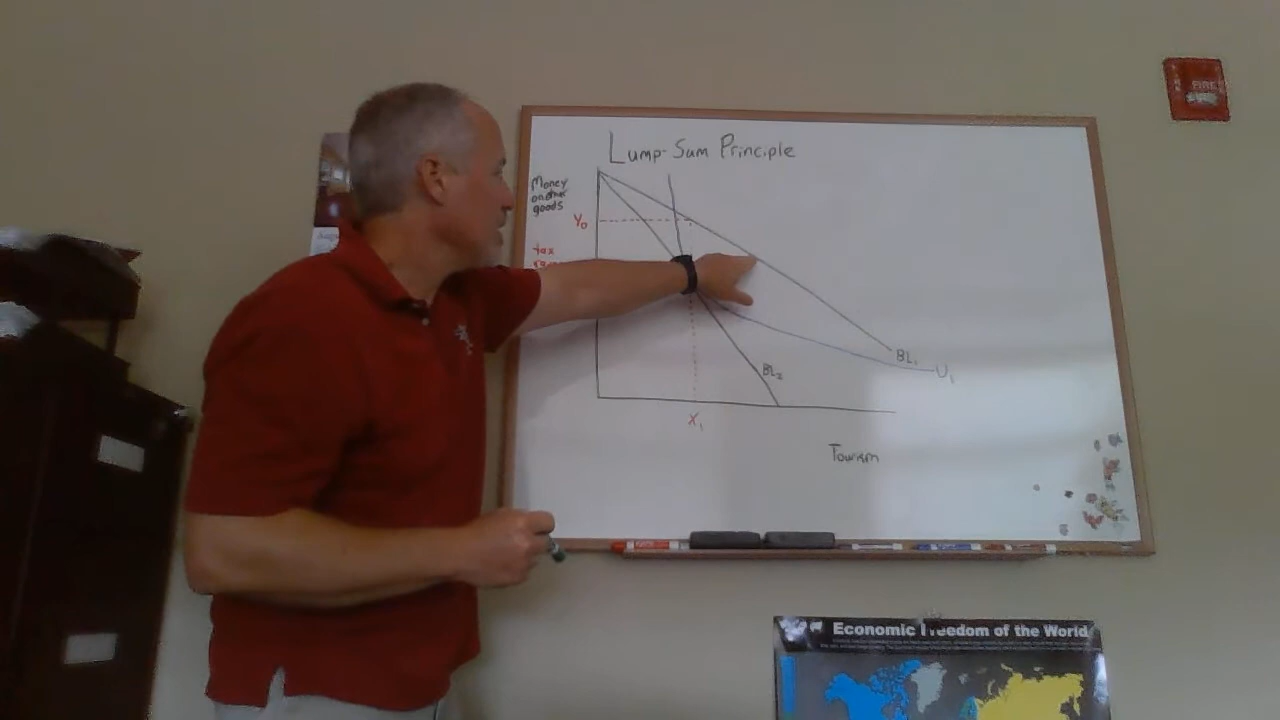 Lump-Sum Principle
Money
on other
goods
Y₀
tax
BL₁
U₁
BL₂
X₁
Tourism
FIRE
Economic Freedom of the World